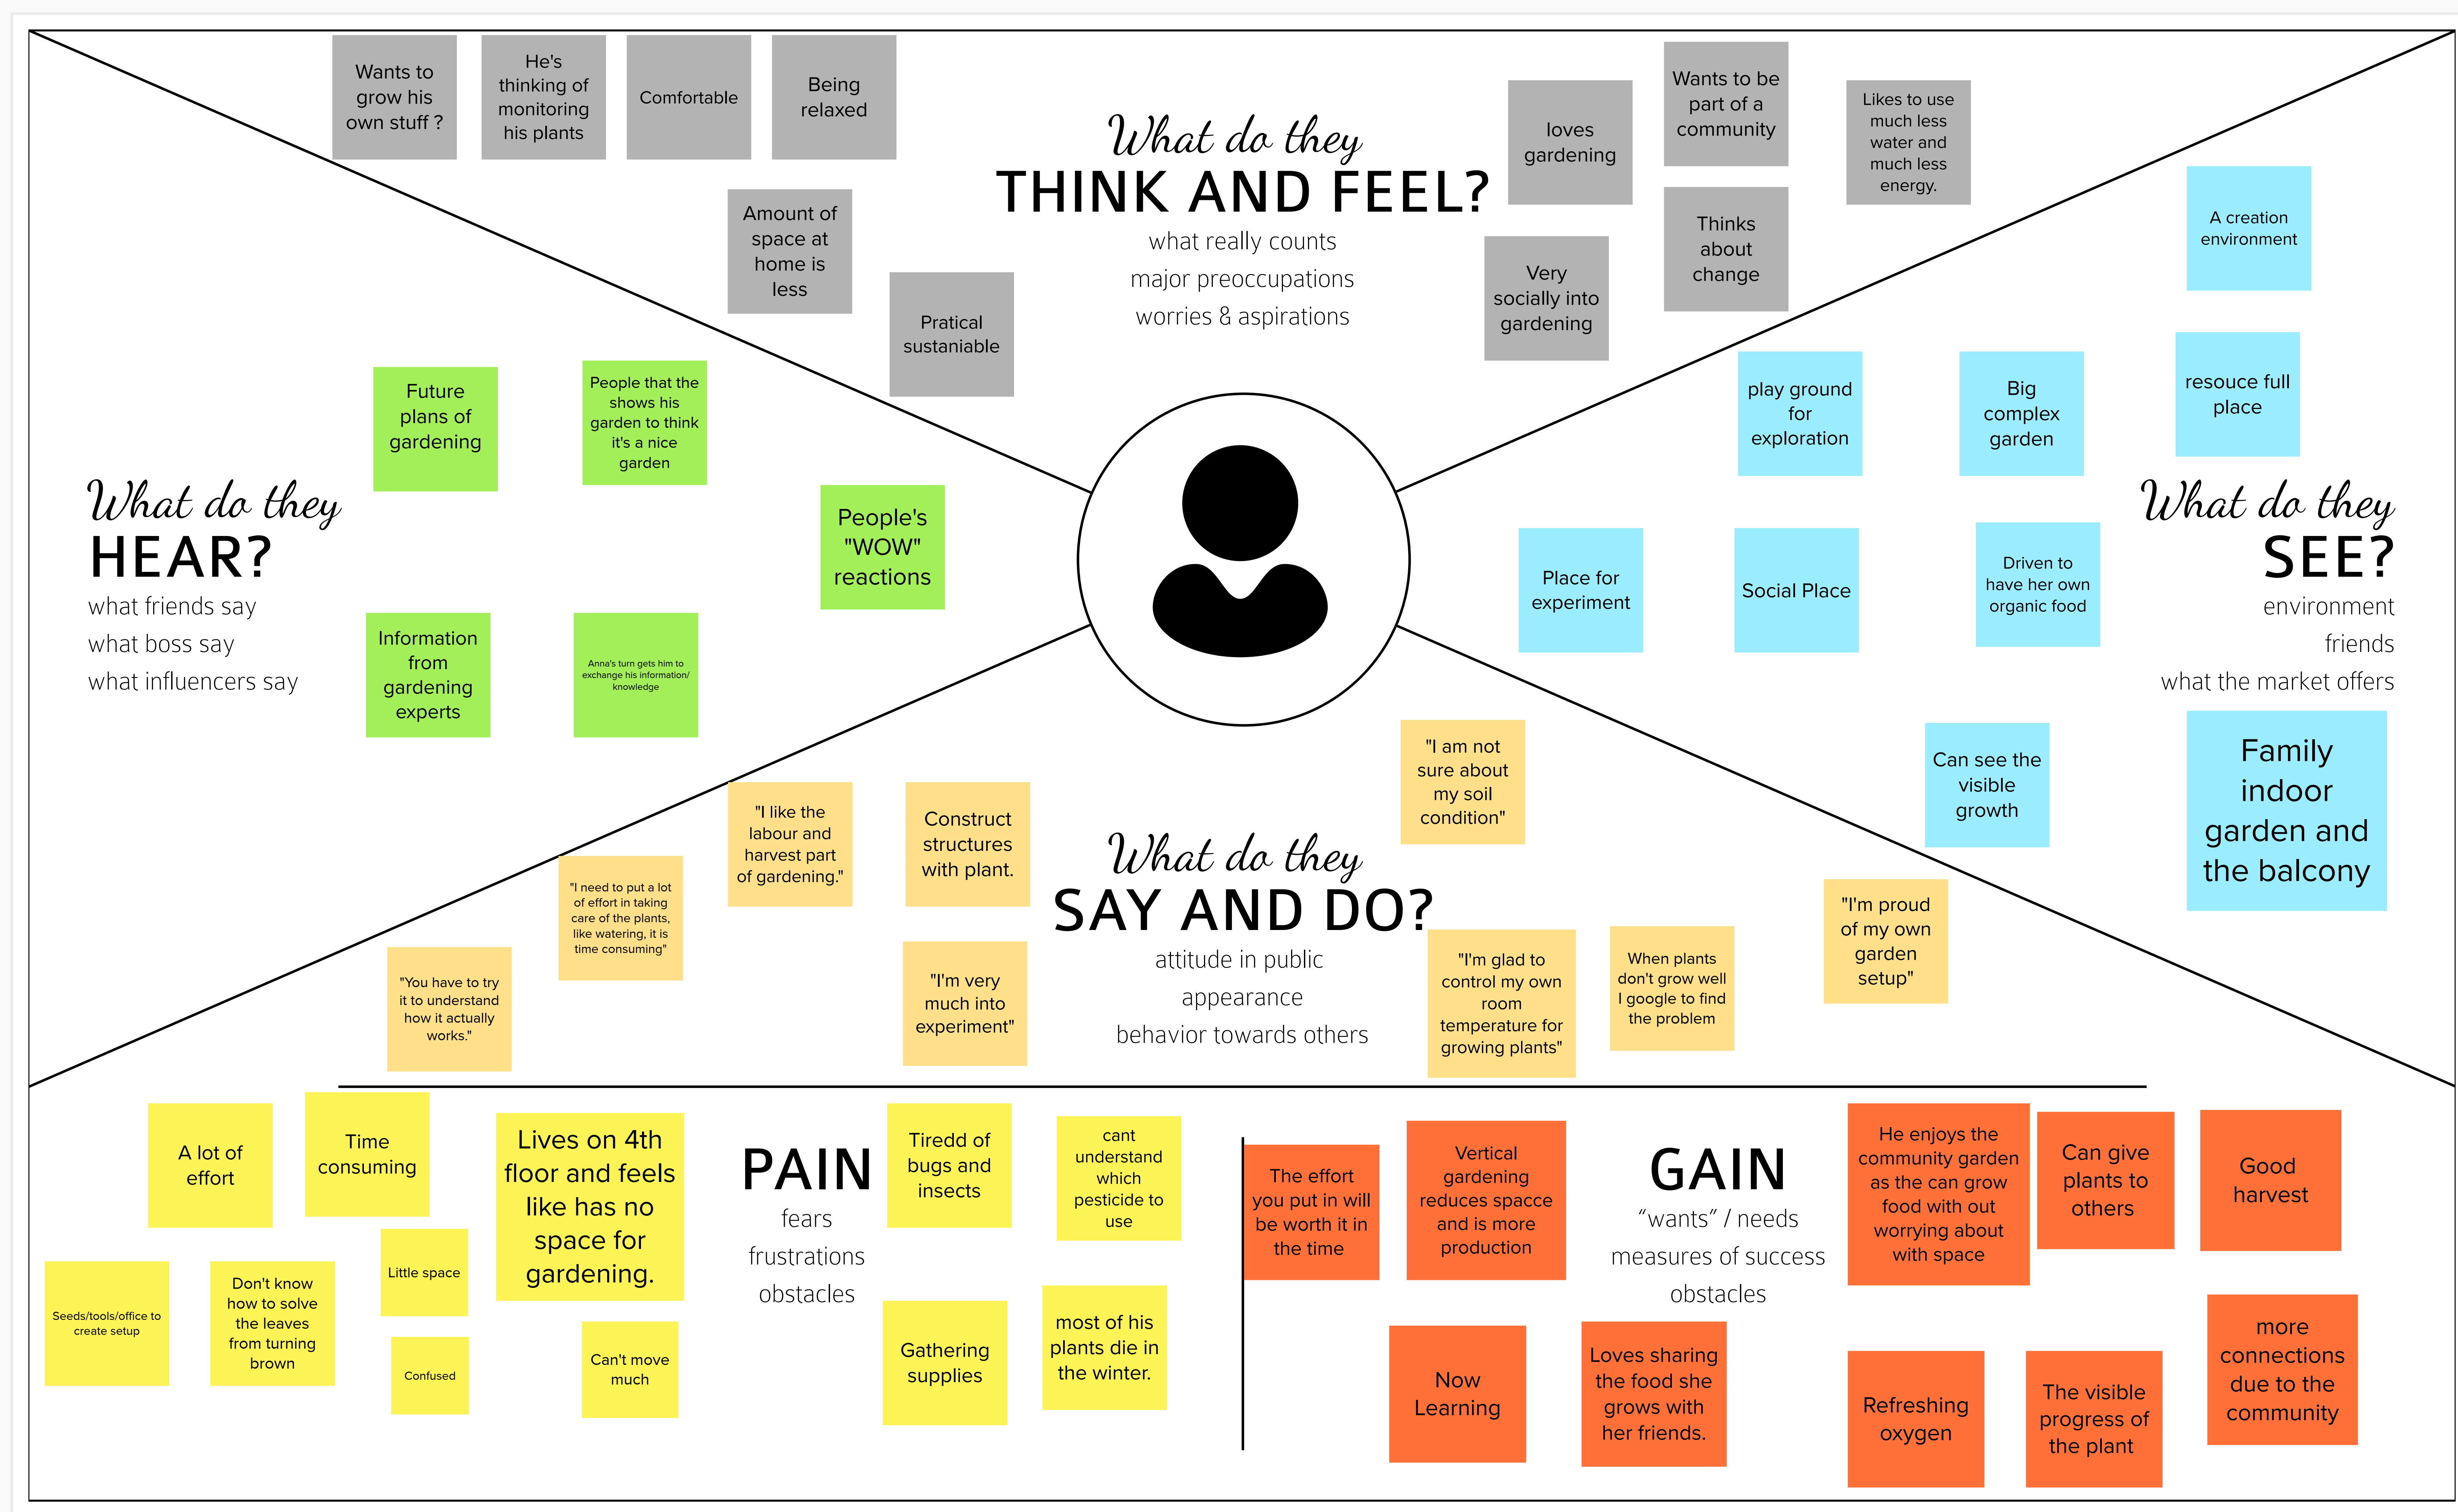 Wants to
grow his
own stuff ?
He's
thinking of
monitoring
his plants
Comfortable
Being
relaxed
Amount of
space at
home is
less
Pratical
sustaniable
What do they
THINK AND FEEL?
what really counts
major preoccupations
worries & aspirations
loves
gardening
Wants to be
part of a
community
Likes to use
much less
water and
much less
energy.
Thinks
about
change
Very
socially into
gardening
What do they
HEAR?
what friends say
what boss say
what influencers say
Future
plans of
gardening
People that the
shows his
garden to think
it's a nice
garden
People's
"WOW"
reactions
Information
from
gardening
experts
Anna's turn gets him to
exchange his information/
knowledge
A creation
environment
play ground
for
exploration
Big
complex
garden
resouce full
place
What do they
SEE?
environment
friends
what the market offers
Place for
experiment
Social Place
Driven to
have her own
organic food
Can see the
visible
growth
Family
indoor
garden and
the balcony
What do they
SAY AND DO?
attitude in public
appearance
behavior towards others
"I like the
labour and
harvest part
of gardening."
Construct
structures
with plant.
"I need to put a lot
of effort in taking
care of the plants,
like watering, it is
time consuming"
"You have to try
it to understand
how it actually
works."
"I'm very
much into
experiment"
"I am not
sure about
my soil
condition"
"I'm glad to
control my own
room
temperature for
growing plants"
When plants
don't grow well
I google to find
the problem
"I'm proud
of my own
garden
setup"
PAIN
fears
frustrations
obstacles
A lot of
effort
Time
consuming
Lives on 4th
floor and feels
like has no
space for
gardening.
Tiredd of
bugs and
insects
cant
understand
which
pesticide to
use
Seeds/tools/office to
create setup
Don't know
how to solve
the leaves
from turning
brown
Little space
Confused
Can't move
much
Gathering
supplies
most of his
plants die in
the winter.
GAIN
“wants” / needs
measures of success
obstacles
The effort
you put in will
be worth it in
the time
Vertical
gardening
reduces spacce
and is more
production
He enjoys the
community garden
as the can grow
food with out
worrying about
with space
Can give
plants to
others
Good
harvest
Now
Learning
Loves sharing
the food she
grows with
her friends.
Refreshing
oxygen
The visible
progress of
the plant
more
connections
due to the
community